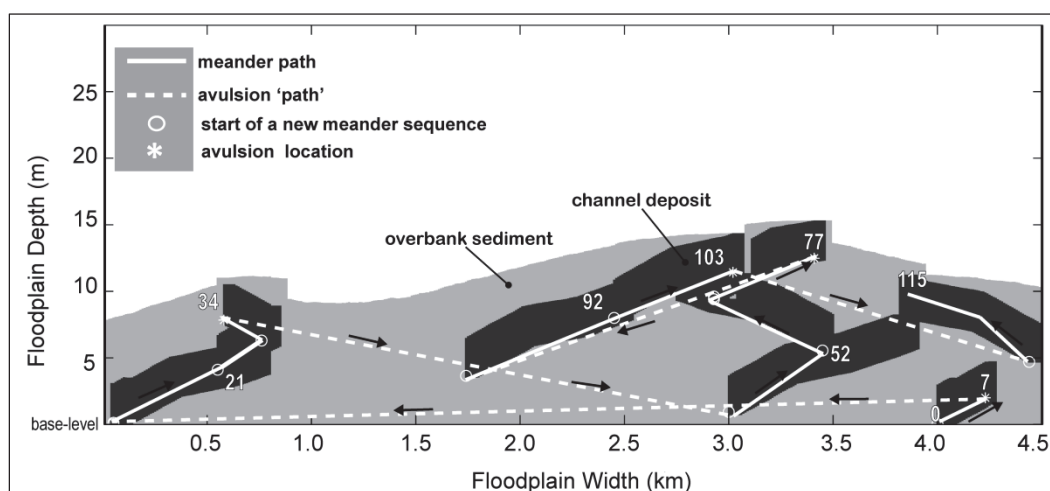 meander path
avulsion 'path'
start of a new meander sequence
avulsion location
25
20
15
10
5
base-level
Floodplain Depth (m)
channel deposit
overbank sediment
103
77
92
34
115
21
52
7
0
0.5
1.0
1.5
2.0
2.5
3.0
3.5
4.0
4.5
Floodplain Width (km)